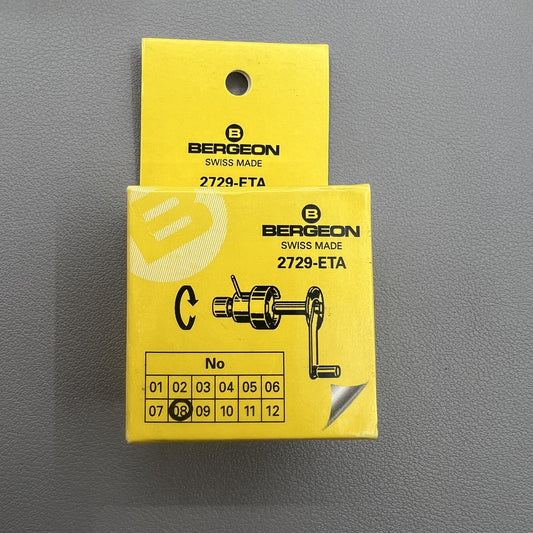 B
BERGEON
SWISS MADE
2729-ETA
B
B
BERGEON
SWISS MADE
2729-ETA
No
01 02 03 04 05 06
07 08 09 10 11 12